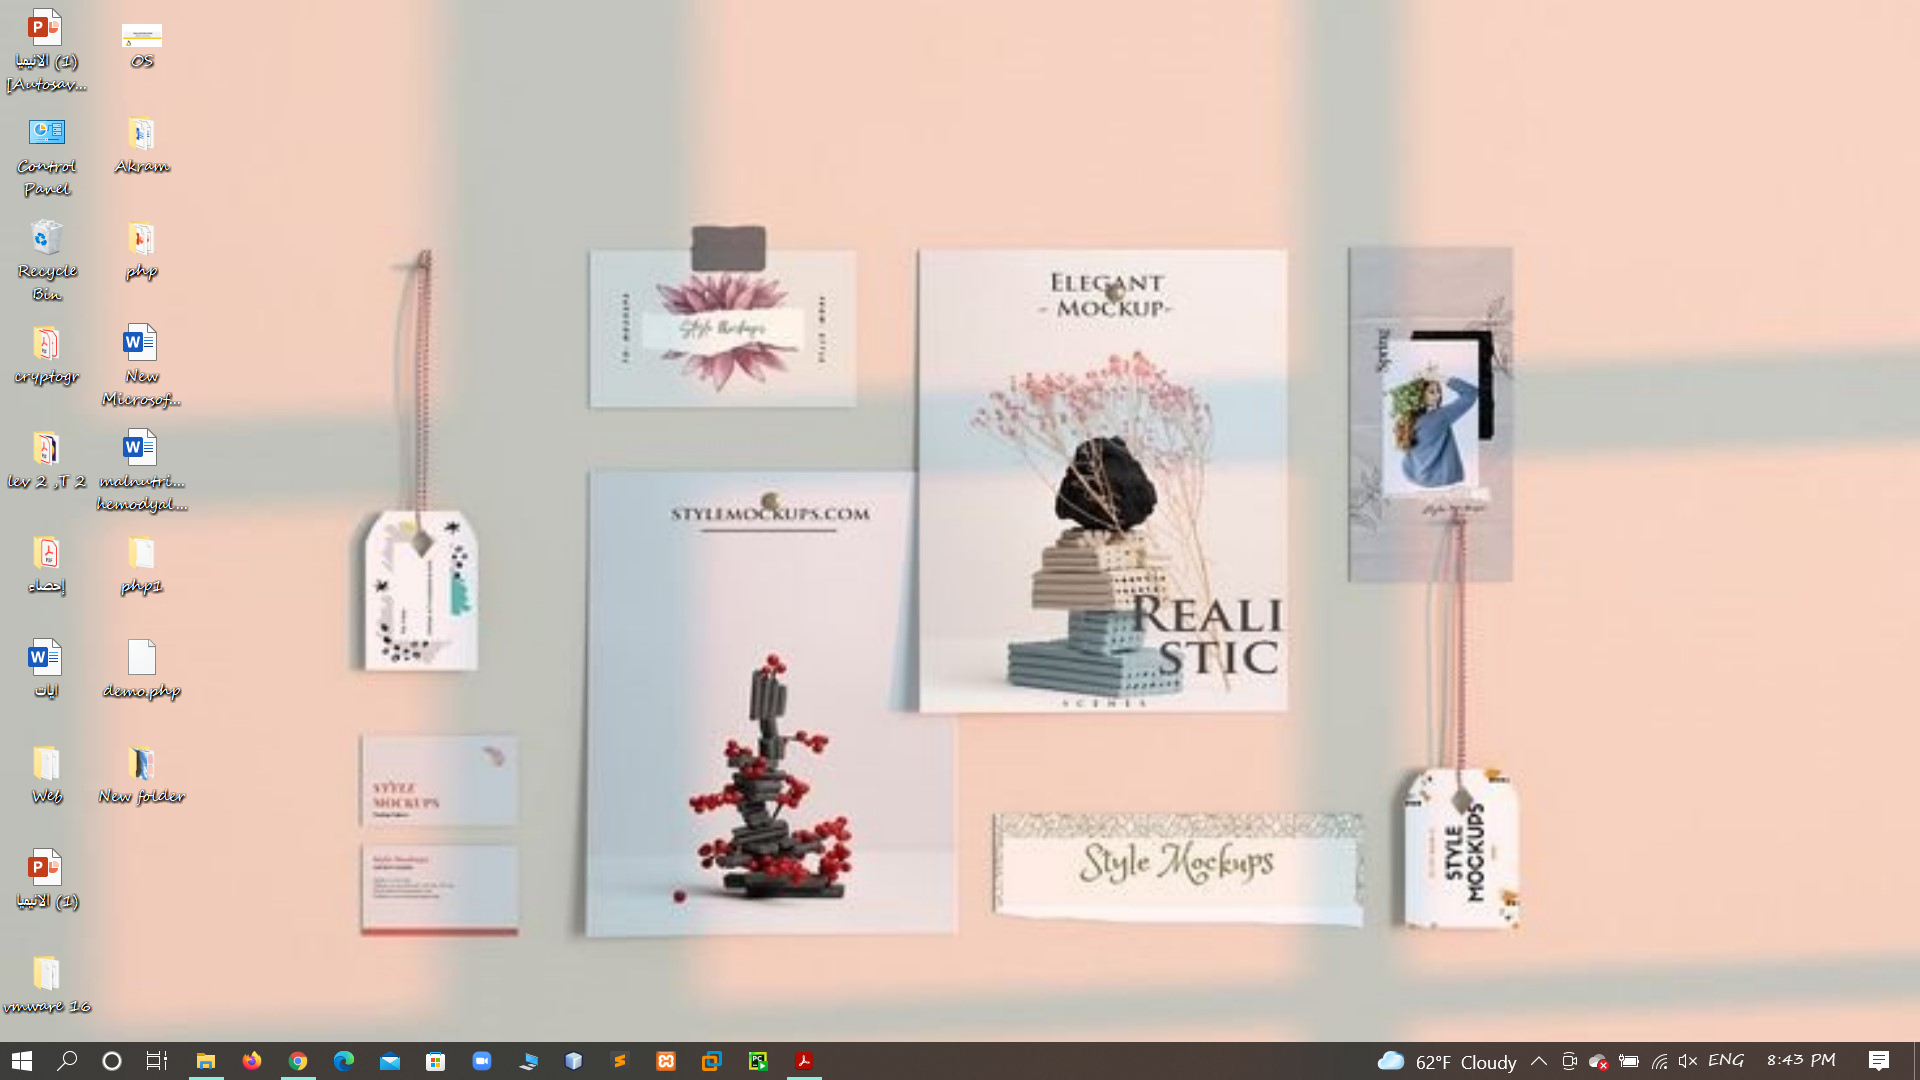 الانيميا (1)
[Autosav...
OS
Control
Panel
Akram
Recycle
Bin
php
cryptogr
New
Microsof...
lev 2 ,T 2
malnutri...
hemodyal...
إحصاء
php1
ايات
demo.php
Web
New folder
الانيميا (1)
vmware 16
Style Mockups
ELEGANT
- MOCKUP-
REALI
STIC
SCENES
STYLEMOCKUPS.COM
STYLE
MOCKUPS
Style Mockups
Style Mockups
STYLE
MOCKUPS
62°F Cloudy
ENG
8:43 PM